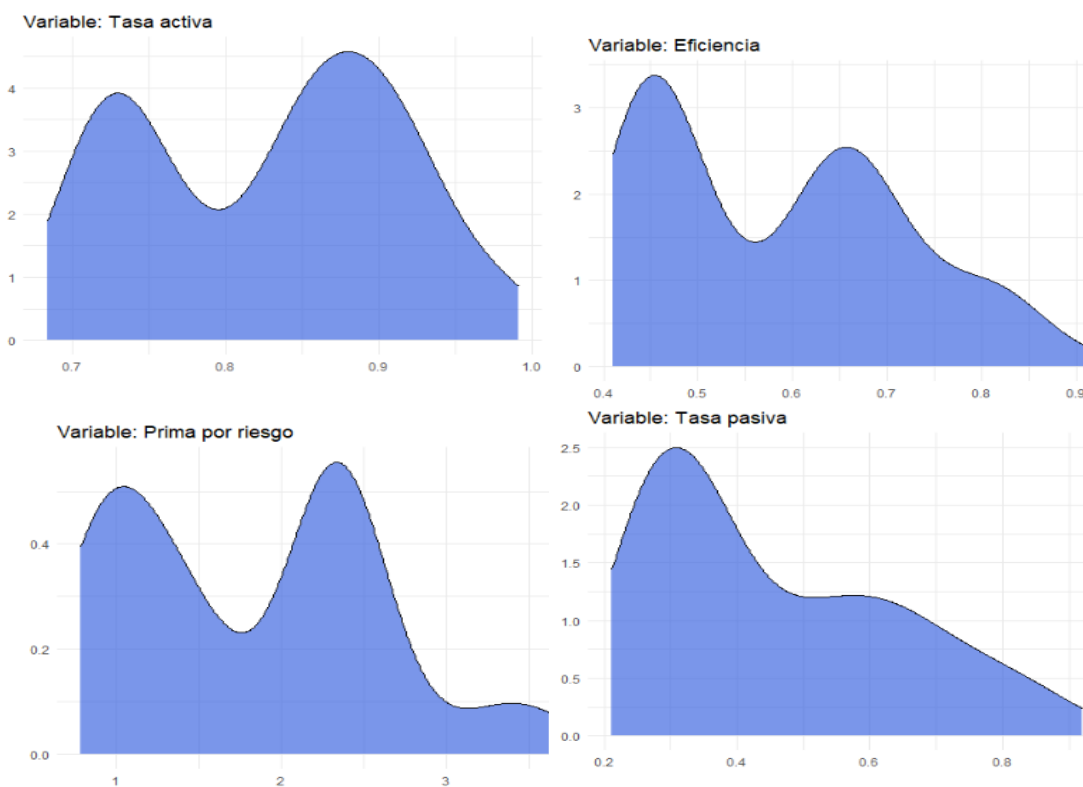 Variable: Tasa activa
4
3
2
1
0
0.7 0.8 0.9 1.0
Variable: Eficiencia
3
2
1
0
0.4 0.5 0.6 0.7 0.8 0.9
Variable: Prima por riesgo
0.4
0.2
0.0
1 2 3
Variable: Tasa pasiva
2.5
2.0
1.5
1.0
0.5
0.0
0.2 0.4 0.6 0.8